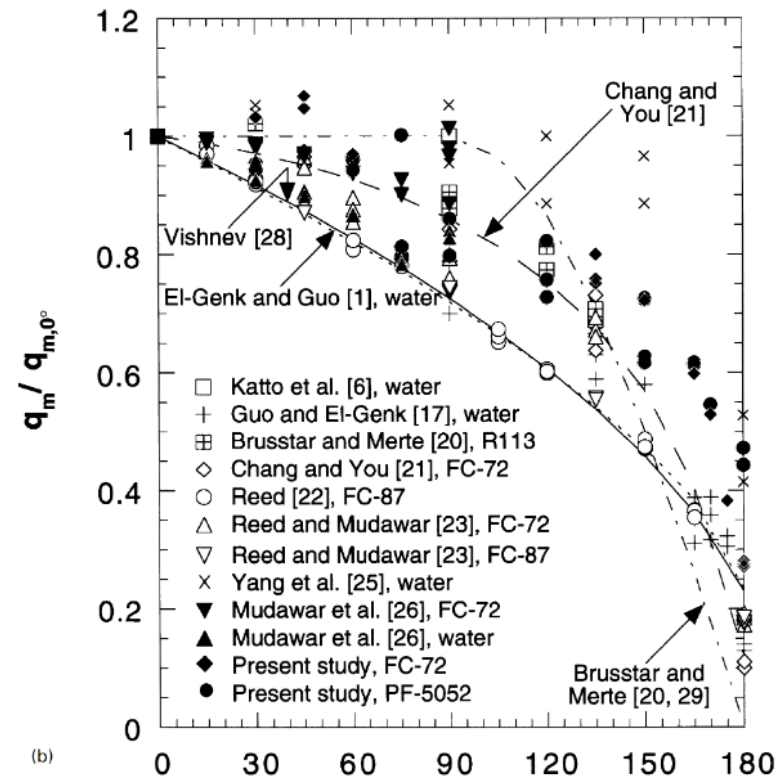 1.2
1
0.8
0.6
0.4
0.2
0
q_m / q_m,0°
Chang and
You [21]
Vishnev [28]
El-Genk and Guo [1], water
Katto et al. [6], water
Guo and El-Genk [17], water
Brusstar and Merte [20], R113
Chang and You [21], FC-72
Reed [22], FC-87
Reed and Mudawar [23], FC-72
Reed and Mudawar [23], FC-87
Yang et al. [25], water
Mudawar et al. [26], FC-72
Mudawar et al. [26], water
Present study, FC-72
Present study, PF-5052
Brusstar and
Merte [20, 29]
(b)
0 30 60 90 120 150 180